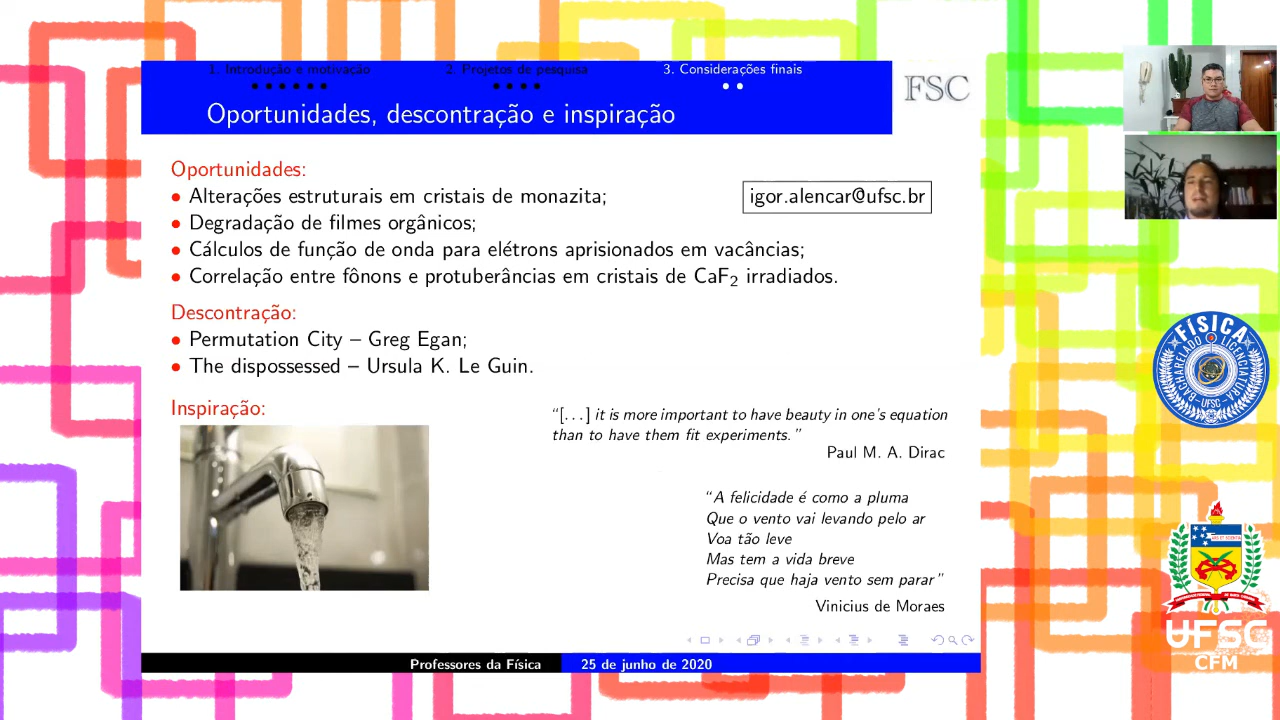 1. Introdução e motivação
2. Projetos de pesquisa
3. Considerações finais
FSC
Oportunidades, descontração e inspiração
Oportunidades:
• Alterações estruturais em cristais de monazita;
igor.alencar@ufsc.br
• Degradação de filmes orgânicos;
• Cálculos de função de onda para elétrons aprisionados em vacâncias;
• Correlação entre fônons e protuberâncias em cristais de CaF₂ irradiados.
Descontração:
• Permutation City – Greg Egan;
• The dispossessed – Ursula K. Le Guin.
Inspiração:
“[...] it is more important to have beauty in one's equation
than to have them fit experiments.”
Paul M. A. Dirac
“A felicidade é como a pluma
Que o vento vai levando pelo ar
Voa tão leve
Mas tem a vida breve
Precisa que haja vento sem parar”
Vinicius de Moraes
Professores da Física
25 de junho de 2020
FÍSICA
BACHARELADO
LICENCIATURA
UFSC
UFSC
CFM